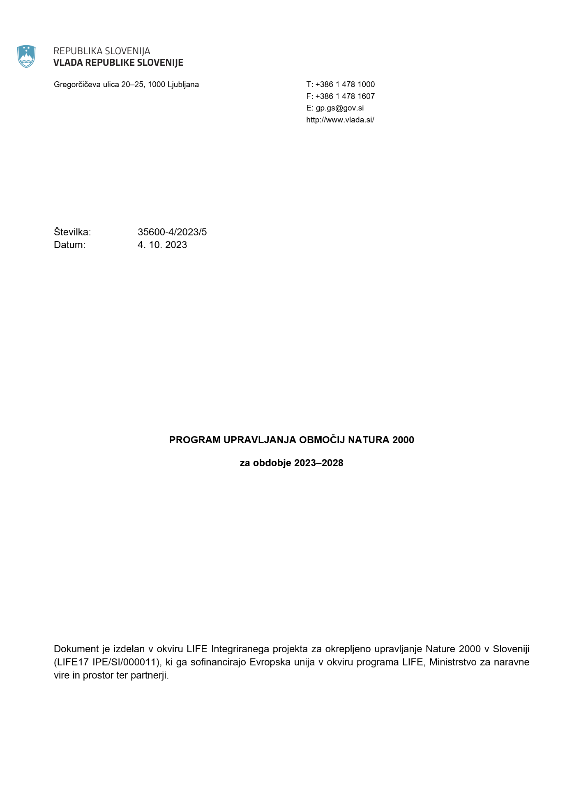 REPUBLIKA SLOVENIJA
VLADA REPUBLIKE SLOVENIJE
Gregorčičeva ulica 20–25, 1000 Ljubljana
T: +386 1 478 1000
F: +386 1 478 1607
E: gp.gs@gov.si
http://www.vlada.si/
Številka: 35600-4/2023/5
Datum: 4. 10. 2023
PROGRAM UPRAVLJANJA OBMOČIJ NATURA 2000
za obdobje 2023–2028
Dokument je izdelan v okviru LIFE Integriranega projekta za okrepljeno upravljanje Nature 2000 v Sloveniji
(LIFE17 IPE/SI/000011), ki ga sofinancirajo Evropska unija v okviru programa LIFE, Ministrstvo za naravne
vire in prostor ter partnerji.